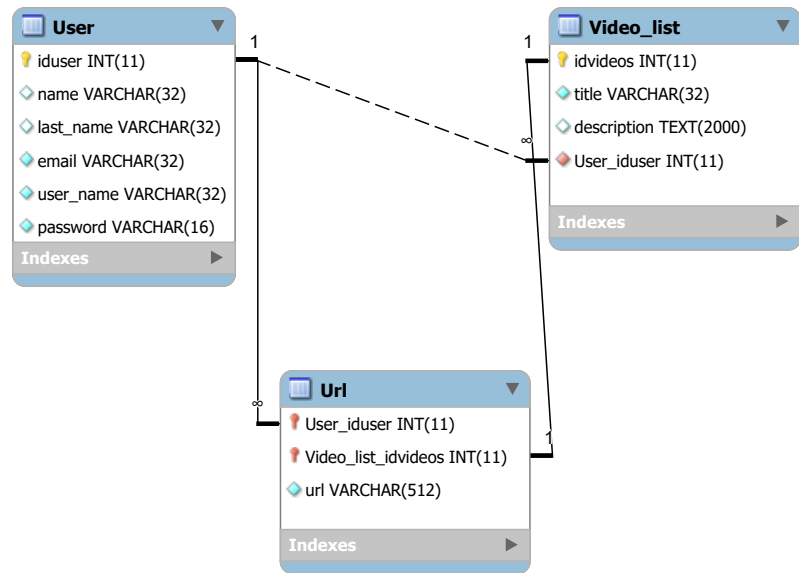 User
iduser INT(11)
name VARCHAR(32)
last_name VARCHAR(32)
email VARCHAR(32)
user_name VARCHAR(32)
password VARCHAR(16)
Indexes
1
1
∞
Video_list
idvideos INT(11)
title VARCHAR(32)
description TEXT(2000)
User_iduser INT(11)
Indexes
∞
1
Url
User_iduser INT(11)
Video_list_idvideos INT(11)
url VARCHAR(512)
Indexes